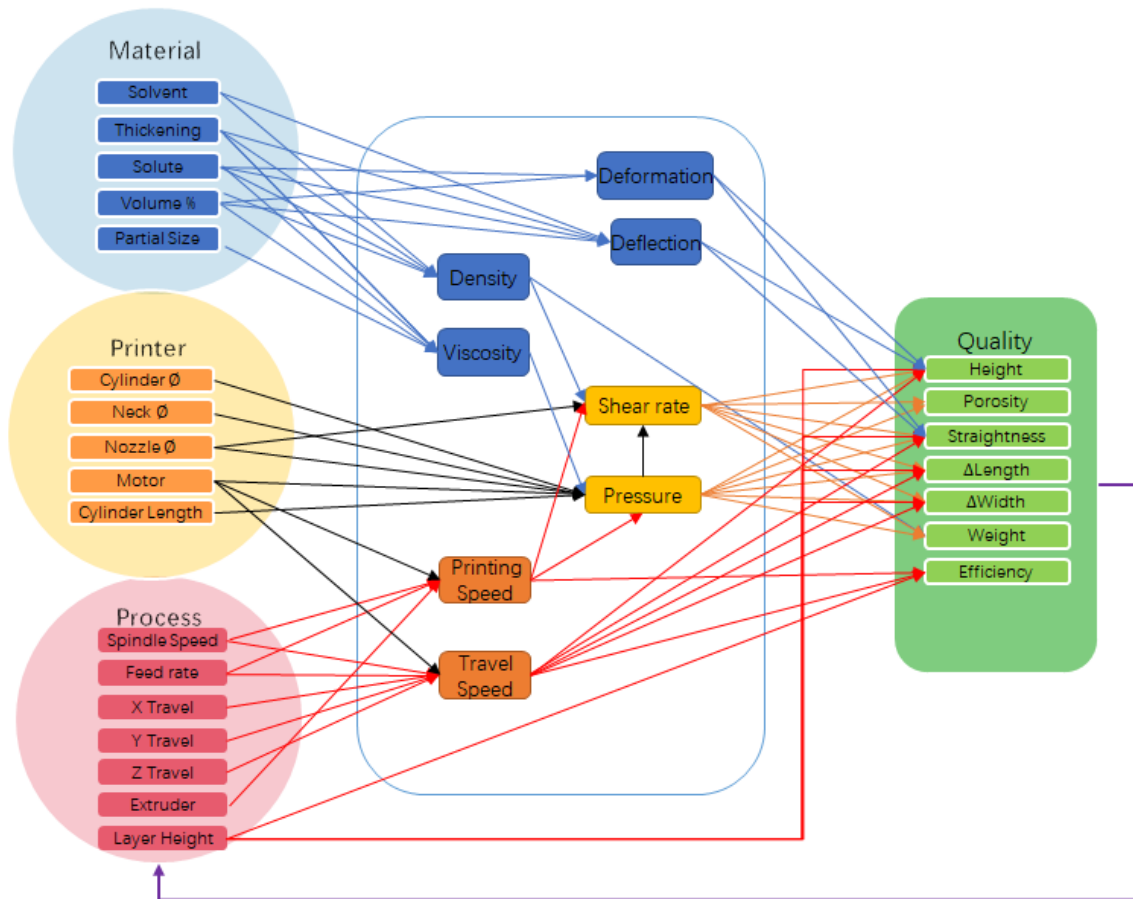 Material
Solvent
Thickening
Solute
Volume %
Partial Size
Printer
Cylinder Ø
Neck Ø
Nozzle Ø
Motor
Cylinder Length
Process
Spindle Speed
Feed rate
X Travel
Y Travel
Z Travel
Extruder
Layer Height
Deformation
Deflection
Density
Viscosity
Shear rate
Pressure
Printing
Speed
Travel
Speed
Quality
Height
Porosity
Straightness
ΔLength
ΔWidth
Weight
Efficiency